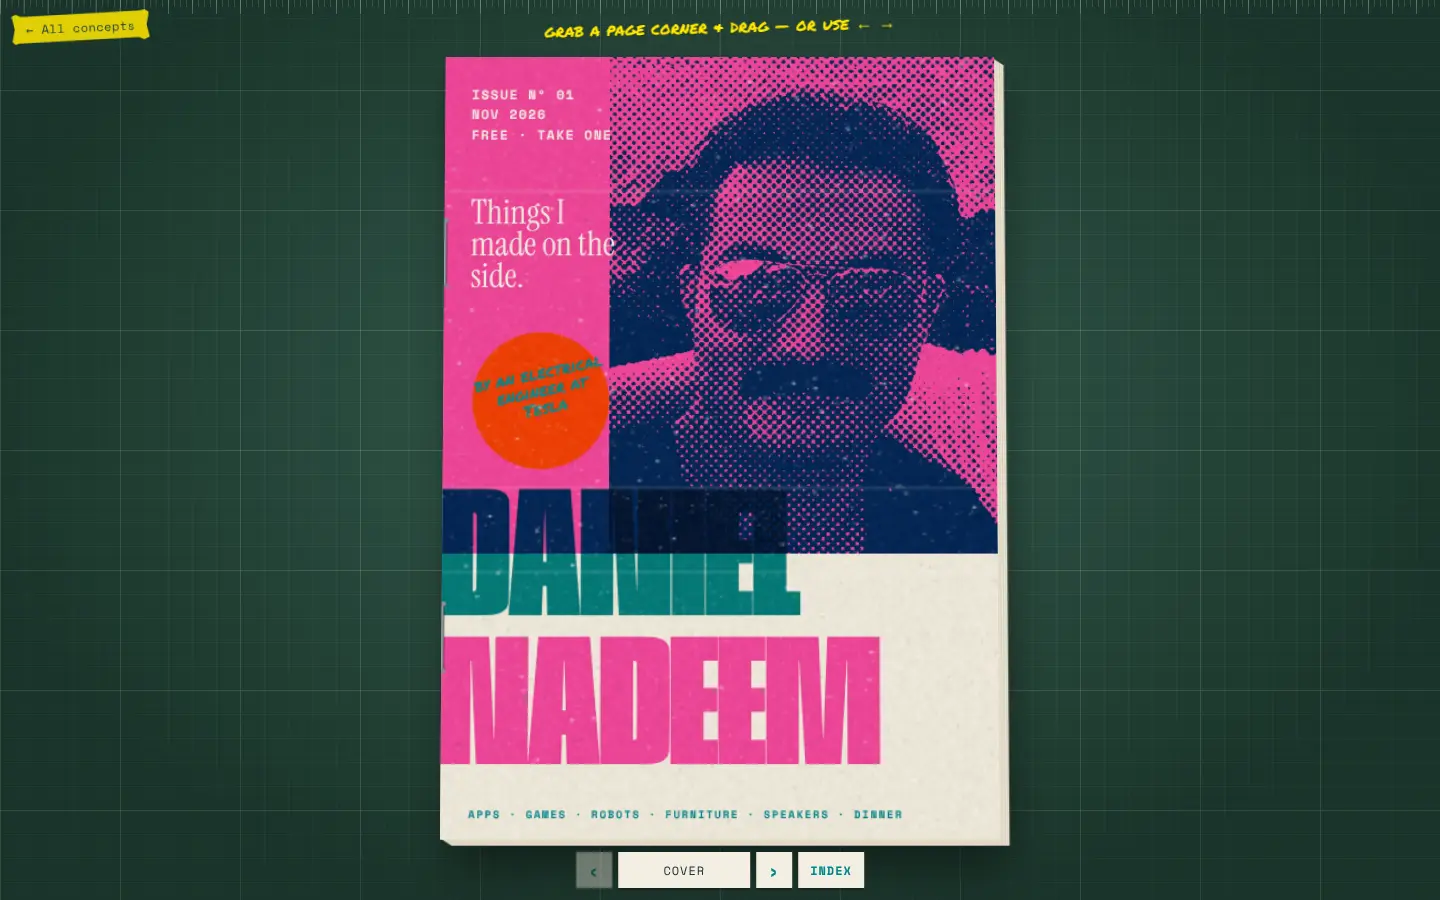 ← All concepts
GRAB A PAGE CORNER & DRAG — OR USE ← →
ISSUE Nº 01
NOV 2026
FREE · TAKE ONE
Things I
made on the
side.
BY AN ELECTRICAL
ENGINEER AT
TESLA
DANIEL
NADEEM
APPS · GAMES · ROBOTS · FURNITURE · SPEAKERS · DINNER
‹ COVER › INDEX